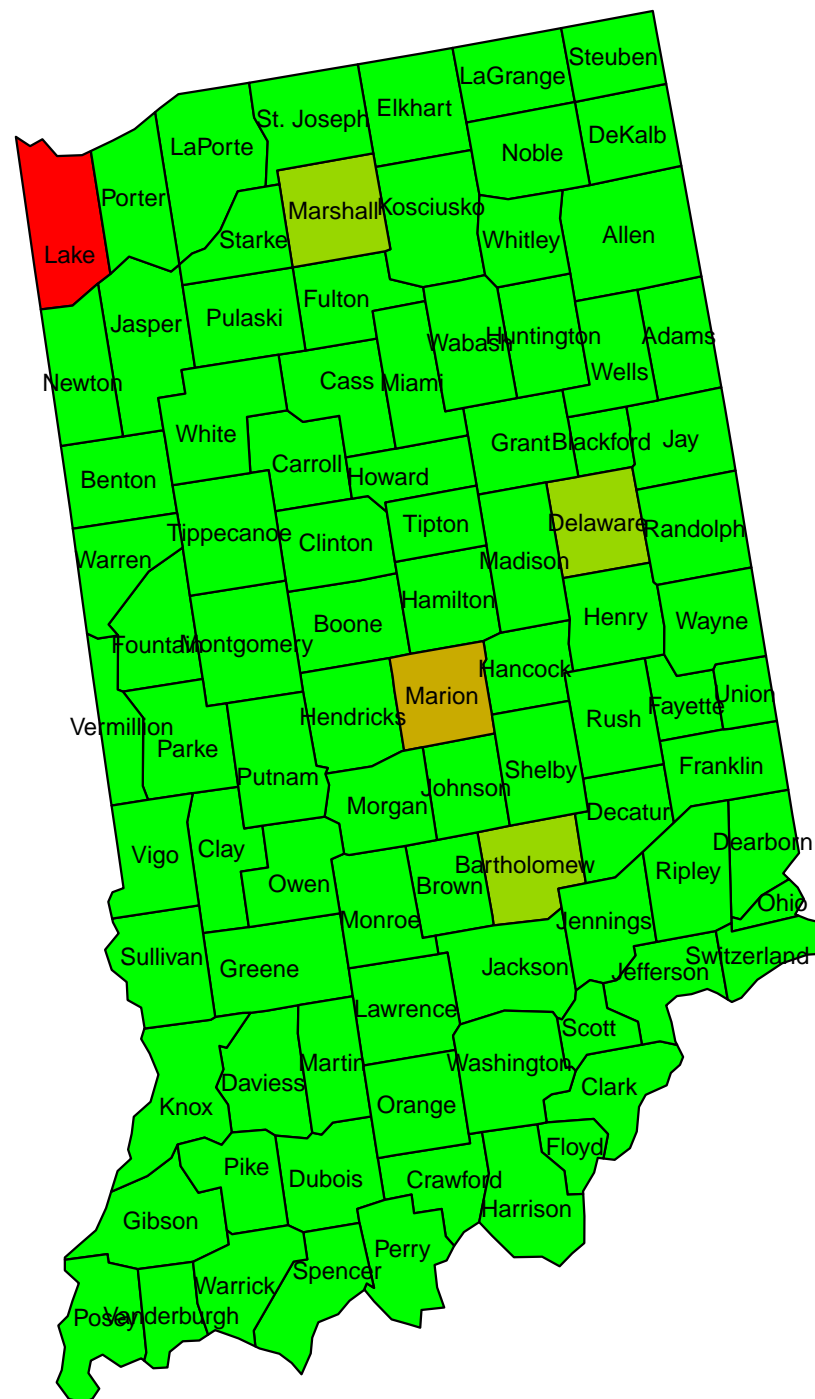 Steuben
LaGrange
Elkhart
St. Joseph
LaPorte
DeKalb
Noble
Porter
Marshall
Kosciusko
Starke
Whitley
Allen
Lake
Fulton
Pulaski
Jasper
Wabash
Huntington
Adams
Wells
Newton
Cass
Miami
White
Grant
Blackford
Jay
Carroll
Howard
Benton
Tippecanoe
Clinton
Tipton
Delaware
Randolph
Warren
Madison
Hamilton
Boone
Henry
Wayne
Fountain
Montgomery
Hancock
Marion
Hendricks
Union
Fayette
Rush
Vermillion
Parke
Putnam
Shelby
Franklin
Johnson
Morgan
Decatur
Dearborn
Vigo
Clay
Bartholomew
Ripley
Owen
Brown
Ohio
Monroe
Jennings
Sullivan
Greene
Jackson
Jefferson
Switzerland
Lawrence
Scott
Martin
Washington
Daviess
Clark
Knox
Orange
Floyd
Pike
Dubois
Crawford
Harrison
Gibson
Perry
Spencer
Warrick
Posey
Vanderburgh